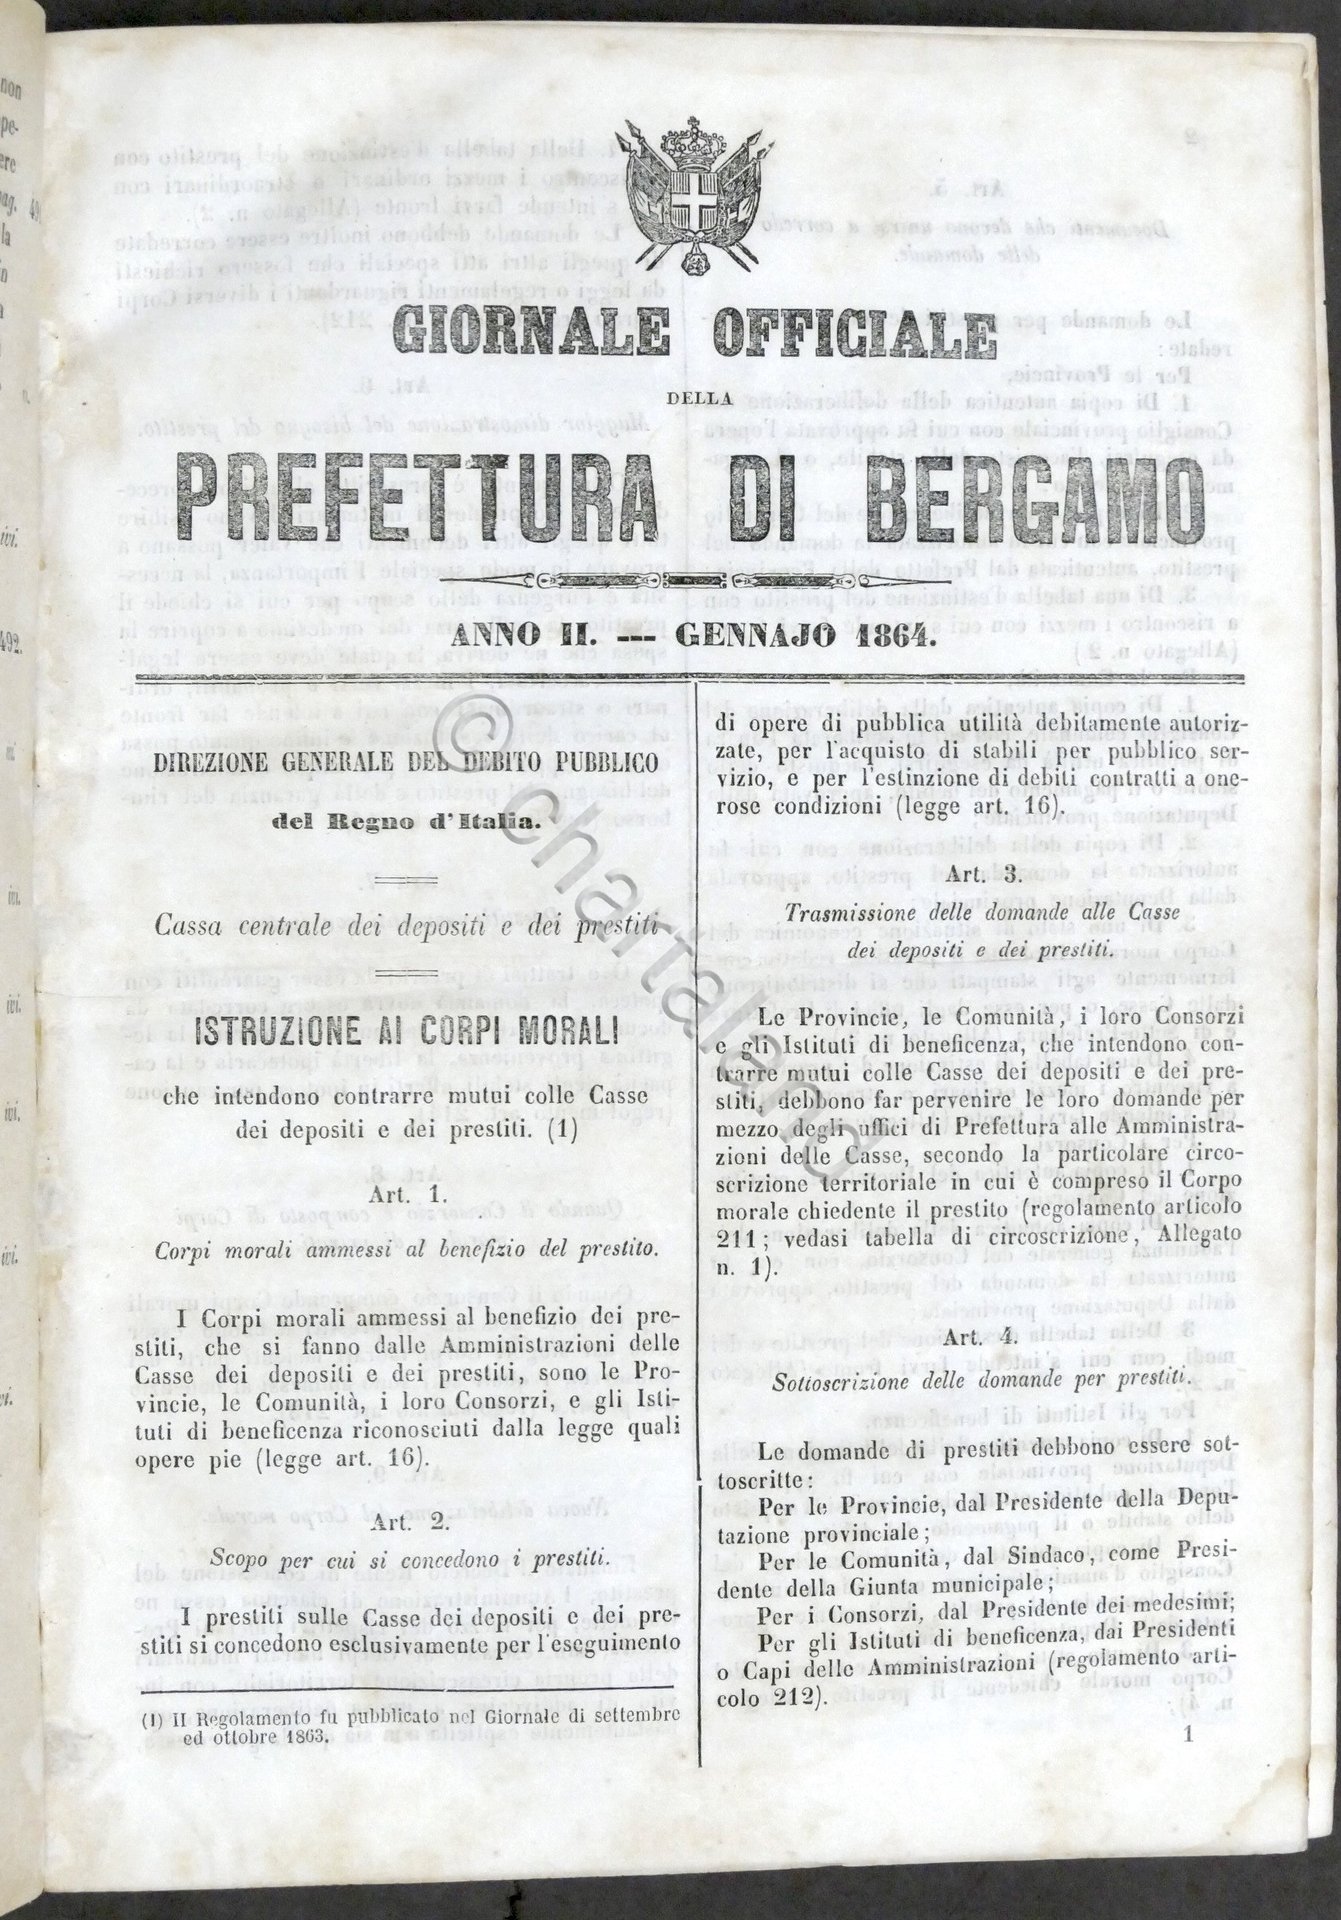 GIORNALE OFFICIALE
DELLA
PREFETTURA DI BERGAMO
ANNO II. --- GENNAJO 1864.
DIREZIONE GENERALE DEL DEBITO PUBBLICO
del Regno d'Italia.
Cassa centrale dei depositi e dei prestiti
ISTRUZIONE AI CORPI MORALI
che intendono contrarre mutui colle Casse
dei depositi e dei prestiti. (1)
Art. 1.
Corpi morali ammessi al benefizio del prestito.
I Corpi morali ammessi al benefizio dei pre-
stiti, che si fanno dalle Amministrazioni delle
Casse dei depositi e dei prestiti, sono le Pro-
vincie, le Comunità, i loro Consorzi, e gli Isti-
tuti di beneficenza riconosciuti dalla legge quali
opere pie (legge art. 16).
Art. 2.
Scopo per cui si concedono i prestiti.
I prestiti sulle Casse dei depositi e dei pre-
stiti si concedono esclusivamente per l'eseguimento
(1) Il Regolamento fu pubblicato nel Giornale di settembre
ed ottobre 1863.
di opere di pubblica utilità debitamente autoriz-
zate, per l'acquisto di stabili per pubblico ser-
vizio, e per l'estinzione di debiti contratti a one-
rose condizioni (legge art. 16).
Art. 3.
Trasmissione delle domande alle Casse
dei depositi e dei prestiti.
Le Provincie, le Comunità, i loro Consorzi
e gli Istituti di beneficenza, che intendono con-
trarre mutui colle Casse dei depositi e dei pre-
stiti, debbono far pervenire le loro domande per
mezzo degli uffici di Prefettura alle Amministra-
zioni delle Casse, secondo la particolare circo-
scrizione territoriale in cui è compreso il Corpo
morale chiedente il prestito (regolamento articolo
211; vedasi tabella di circoscrizione, Allegato
n. 1).
Art. 4.
Sottoscrizione delle domande per prestiti.
Le domande di prestiti debbono essere sot-
toscritte:
Per le Provincie, dal Presidente della Depu-
tazione provinciale;
Per le Comunità, dal Sindaco, come Presi-
dente della Giunta municipale;
Per i Consorzi, dal Presidente dei medesimi;
Per gli Istituti di beneficenza, dai Presidenti
o Capi delle Amministrazioni (regolamento arti-
colo 212).
1
© chartaland